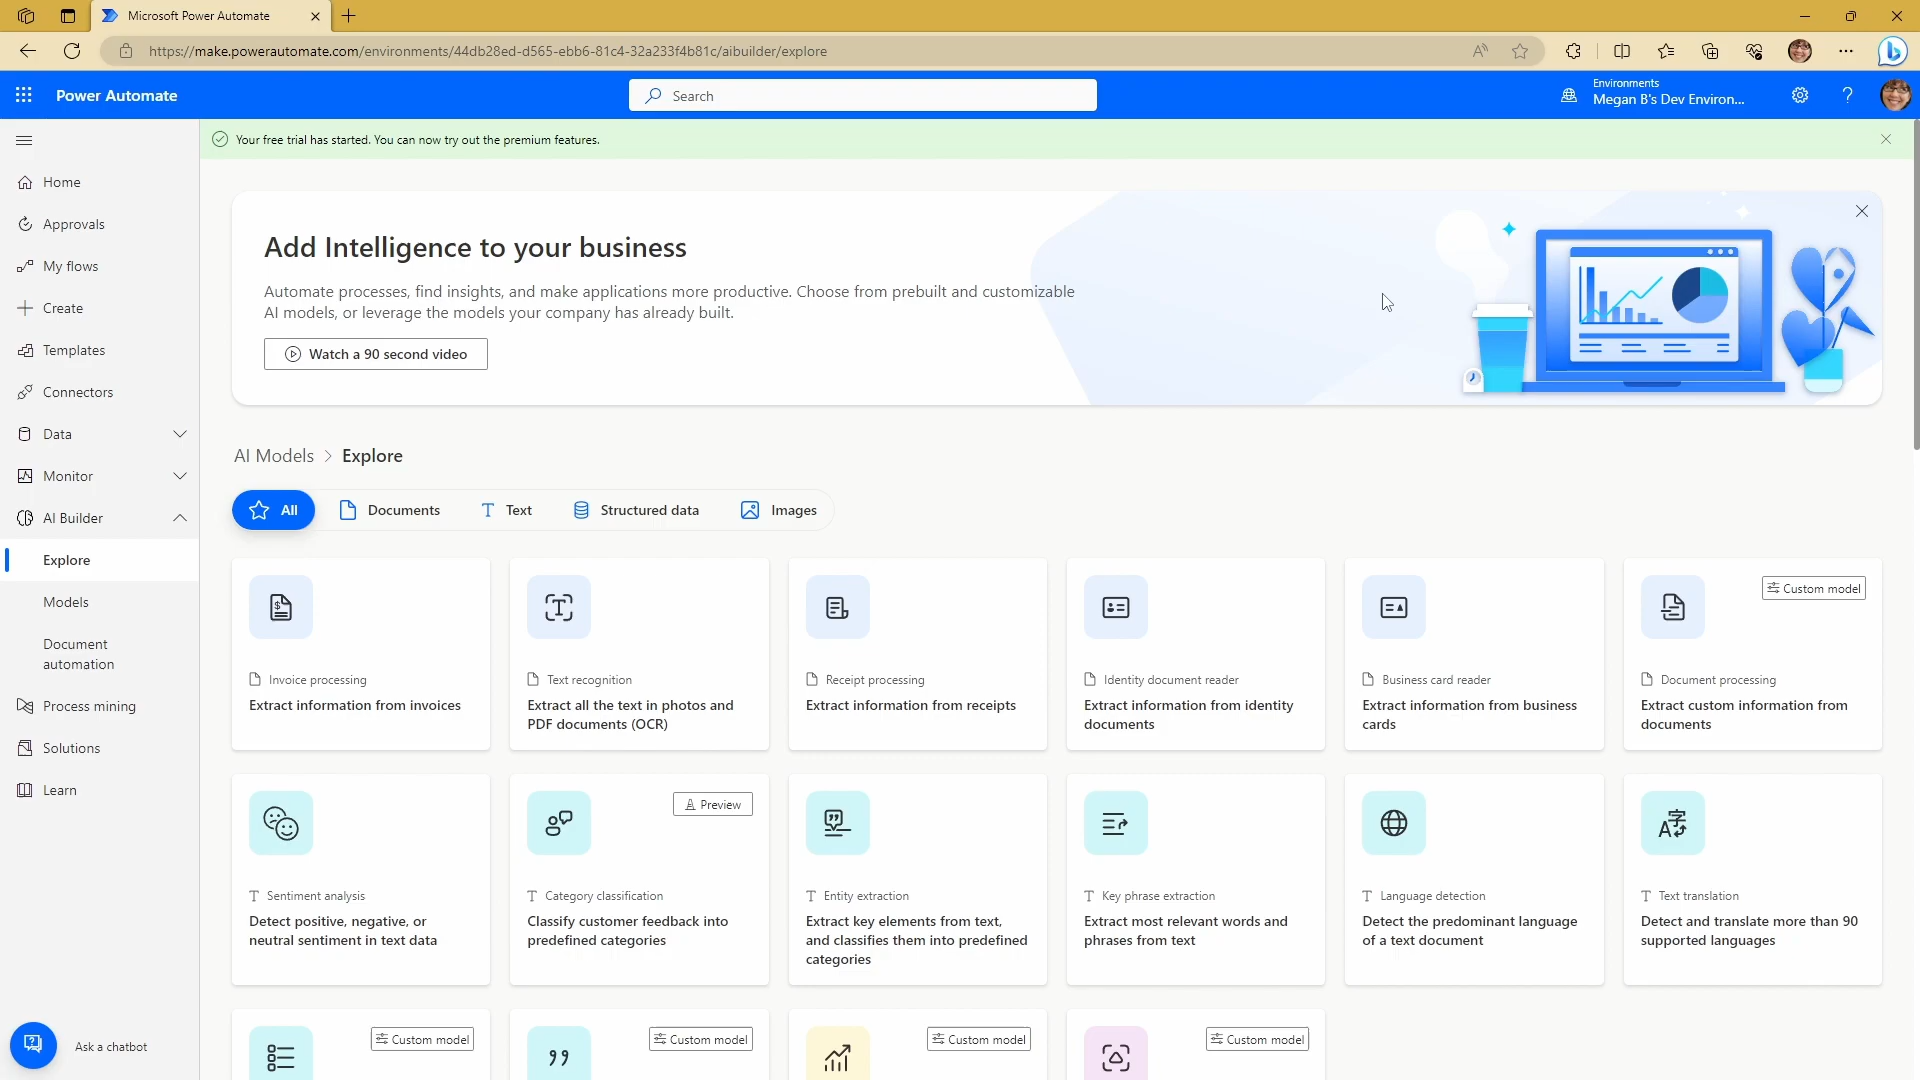 Microsoft Power Automate
https://make.powerautomate.com/environments/44db28ed-d565-ebb6-81c4-32a233f4b81c/aibuilder/explore
Power Automate
Search
Environments
Megan B's Dev Environ...
Your free trial has started. You can now try out the premium features.
Home
Approvals
My flows
Create
Templates
Connectors
Data
Monitor
AI Builder
Explore
Models
Document
automation
Process mining
Solutions
Learn
Ask a chatbot
Add Intelligence to your business
Automate processes, find insights, and make applications more productive. Choose from prebuilt and customizable
AI models, or leverage the models your company has already built.
Watch a 90 second video
AI Models > Explore
All
Documents
Text
Structured data
Images
Invoice processing
Extract information from invoices
Text recognition
Extract all the text in photos and
PDF documents (OCR)
Receipt processing
Extract information from receipts
Identity document reader
Extract information from identity
documents
Business card reader
Extract information from business
cards
Custom model
Document processing
Extract custom information from
documents
Sentiment analysis
Detect positive, negative, or
neutral sentiment in text data
Preview
Category classification
Classify customer feedback into
predefined categories
Entity extraction
Extract key elements from text,
and classifies them into predefined
categories
Key phrase extraction
Extract most relevant words and
phrases from text
Language detection
Detect the predominant language
of a text document
Text translation
Detect and translate more than 90
supported languages
Custom model
Custom model
Custom model
Custom model